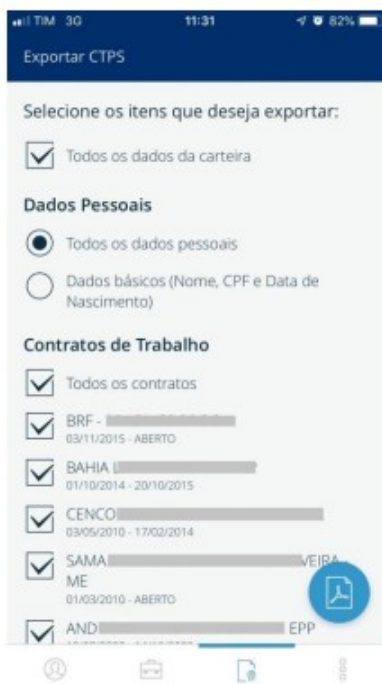 TIM 3G 11:31 82%
Exportar CTPS
Selecione os itens que deseja exportar:
Todos os dados da carteira
Dados Pessoais
Todos os dados pessoais
Dados básicos (Nome, CPF e Data de
Nascimento)
Contratos de Trabalho
Todos os contratos
BRF -
03/11/2015 - ABERTO
BAHIA
01/10/2014 - 20/10/2015
CENCO
03/05/2010 - 17/02/2014
SAMA VEIRA
ME
01/03/2010 - ABERTO
AND EPP